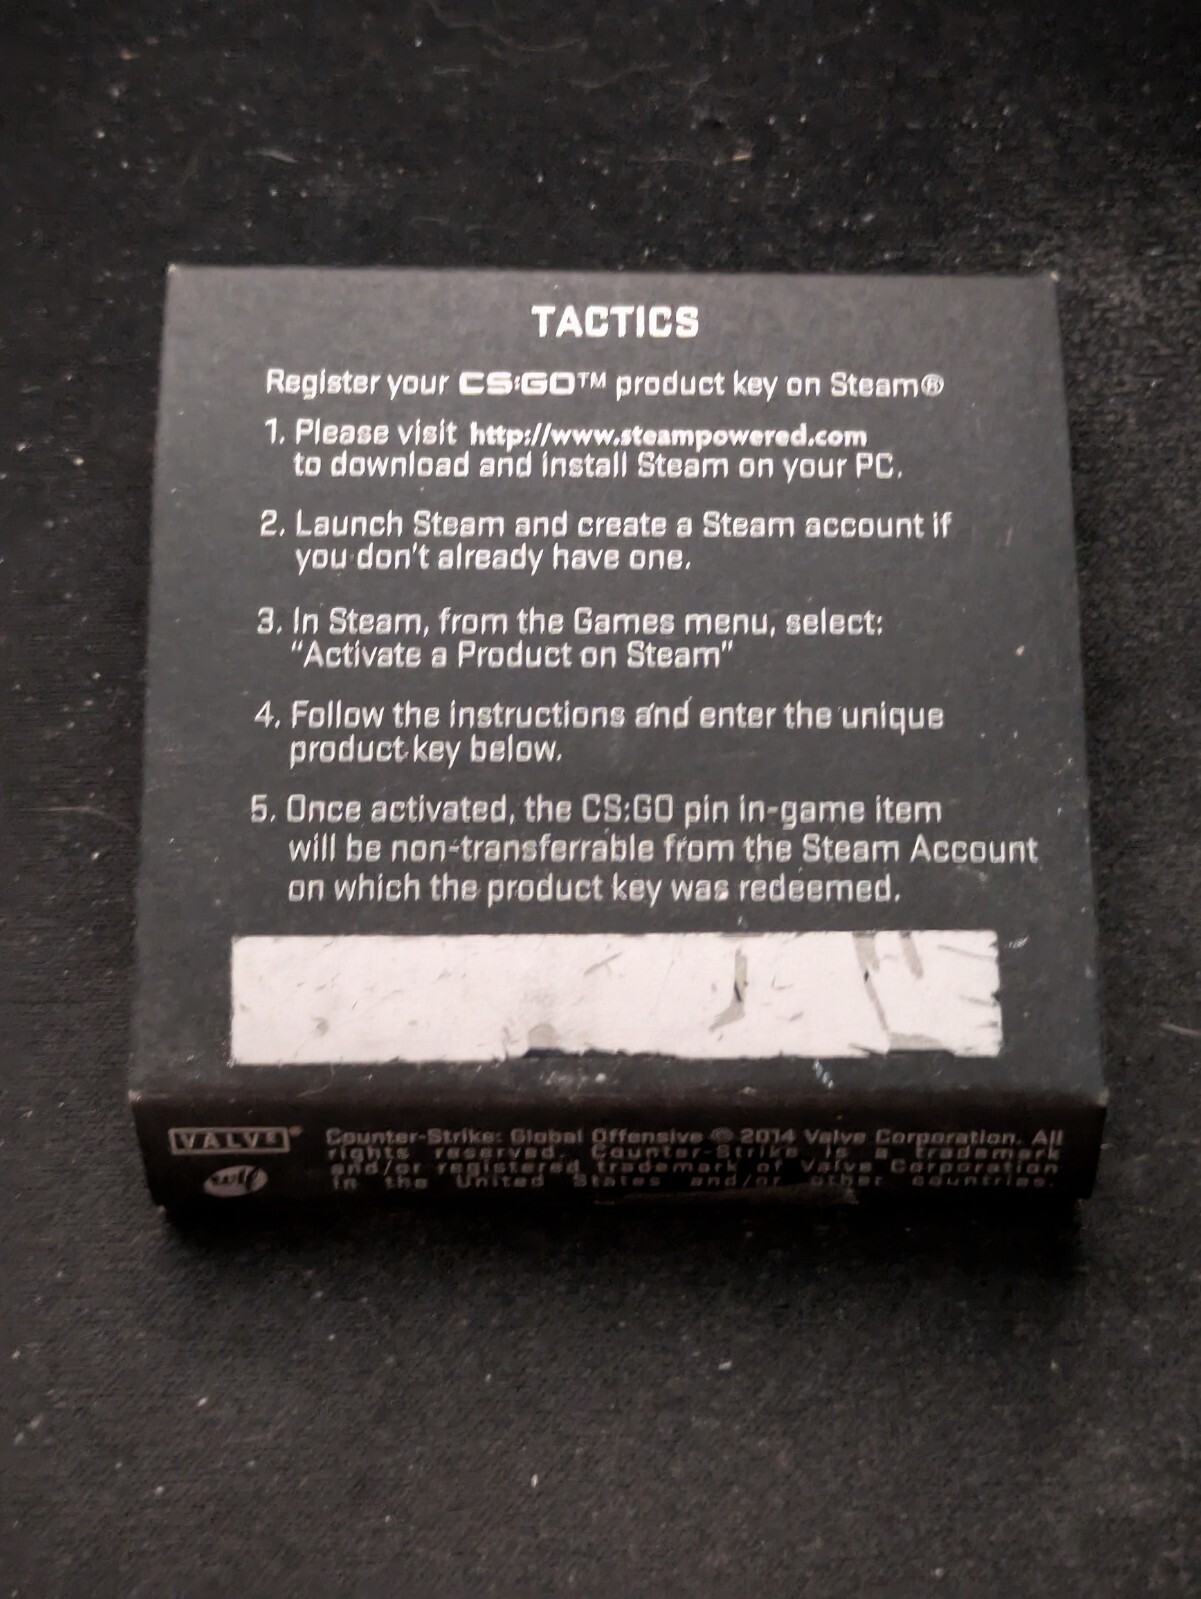 TACTICS
Register your CS:GO™ product key on Steam®
1. Please visit http://www.steampowered.com
to download and install Steam on your PC.
2. Launch Steam and create a Steam account if
you don't already have one.
3. In Steam, from the Games menu, select:
"Activate a Product on Steam"
4. Follow the instructions and enter the unique
product key below.
5. Once activated, the CS:GO pin in-game item
will be non-transferrable from the Steam Account
on which the product key was redeemed.
VALVE®
Counter-Strike: Global Offensive © 2014 Valve Corporation. All
rights reserved. Counter-Strike is a trademark
and/or registered trademark of Valve Corporation
in the United States and/or other countries.